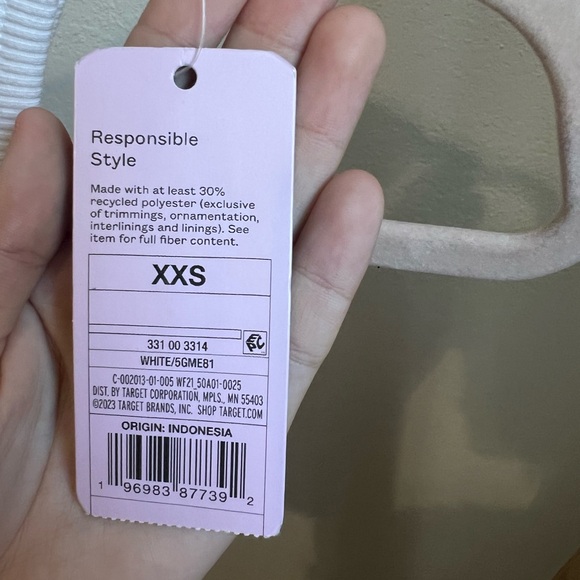 Responsible
Style
Made with at least 30%
recycled polyester (exclusive
of trimmings, ornamentation,
interlinings and linings). See
item for full fiber content.
XXS
331 00 3314
EPC
WHITE/5GME81
C-002013-01-005 WF21_50A01-0025
DIST. BY TARGET CORPORATION, MPLS., MN 55403
©2023 TARGET BRANDS, INC. SHOP TARGET.COM
ORIGIN: INDONESIA
1 96983 87739 2